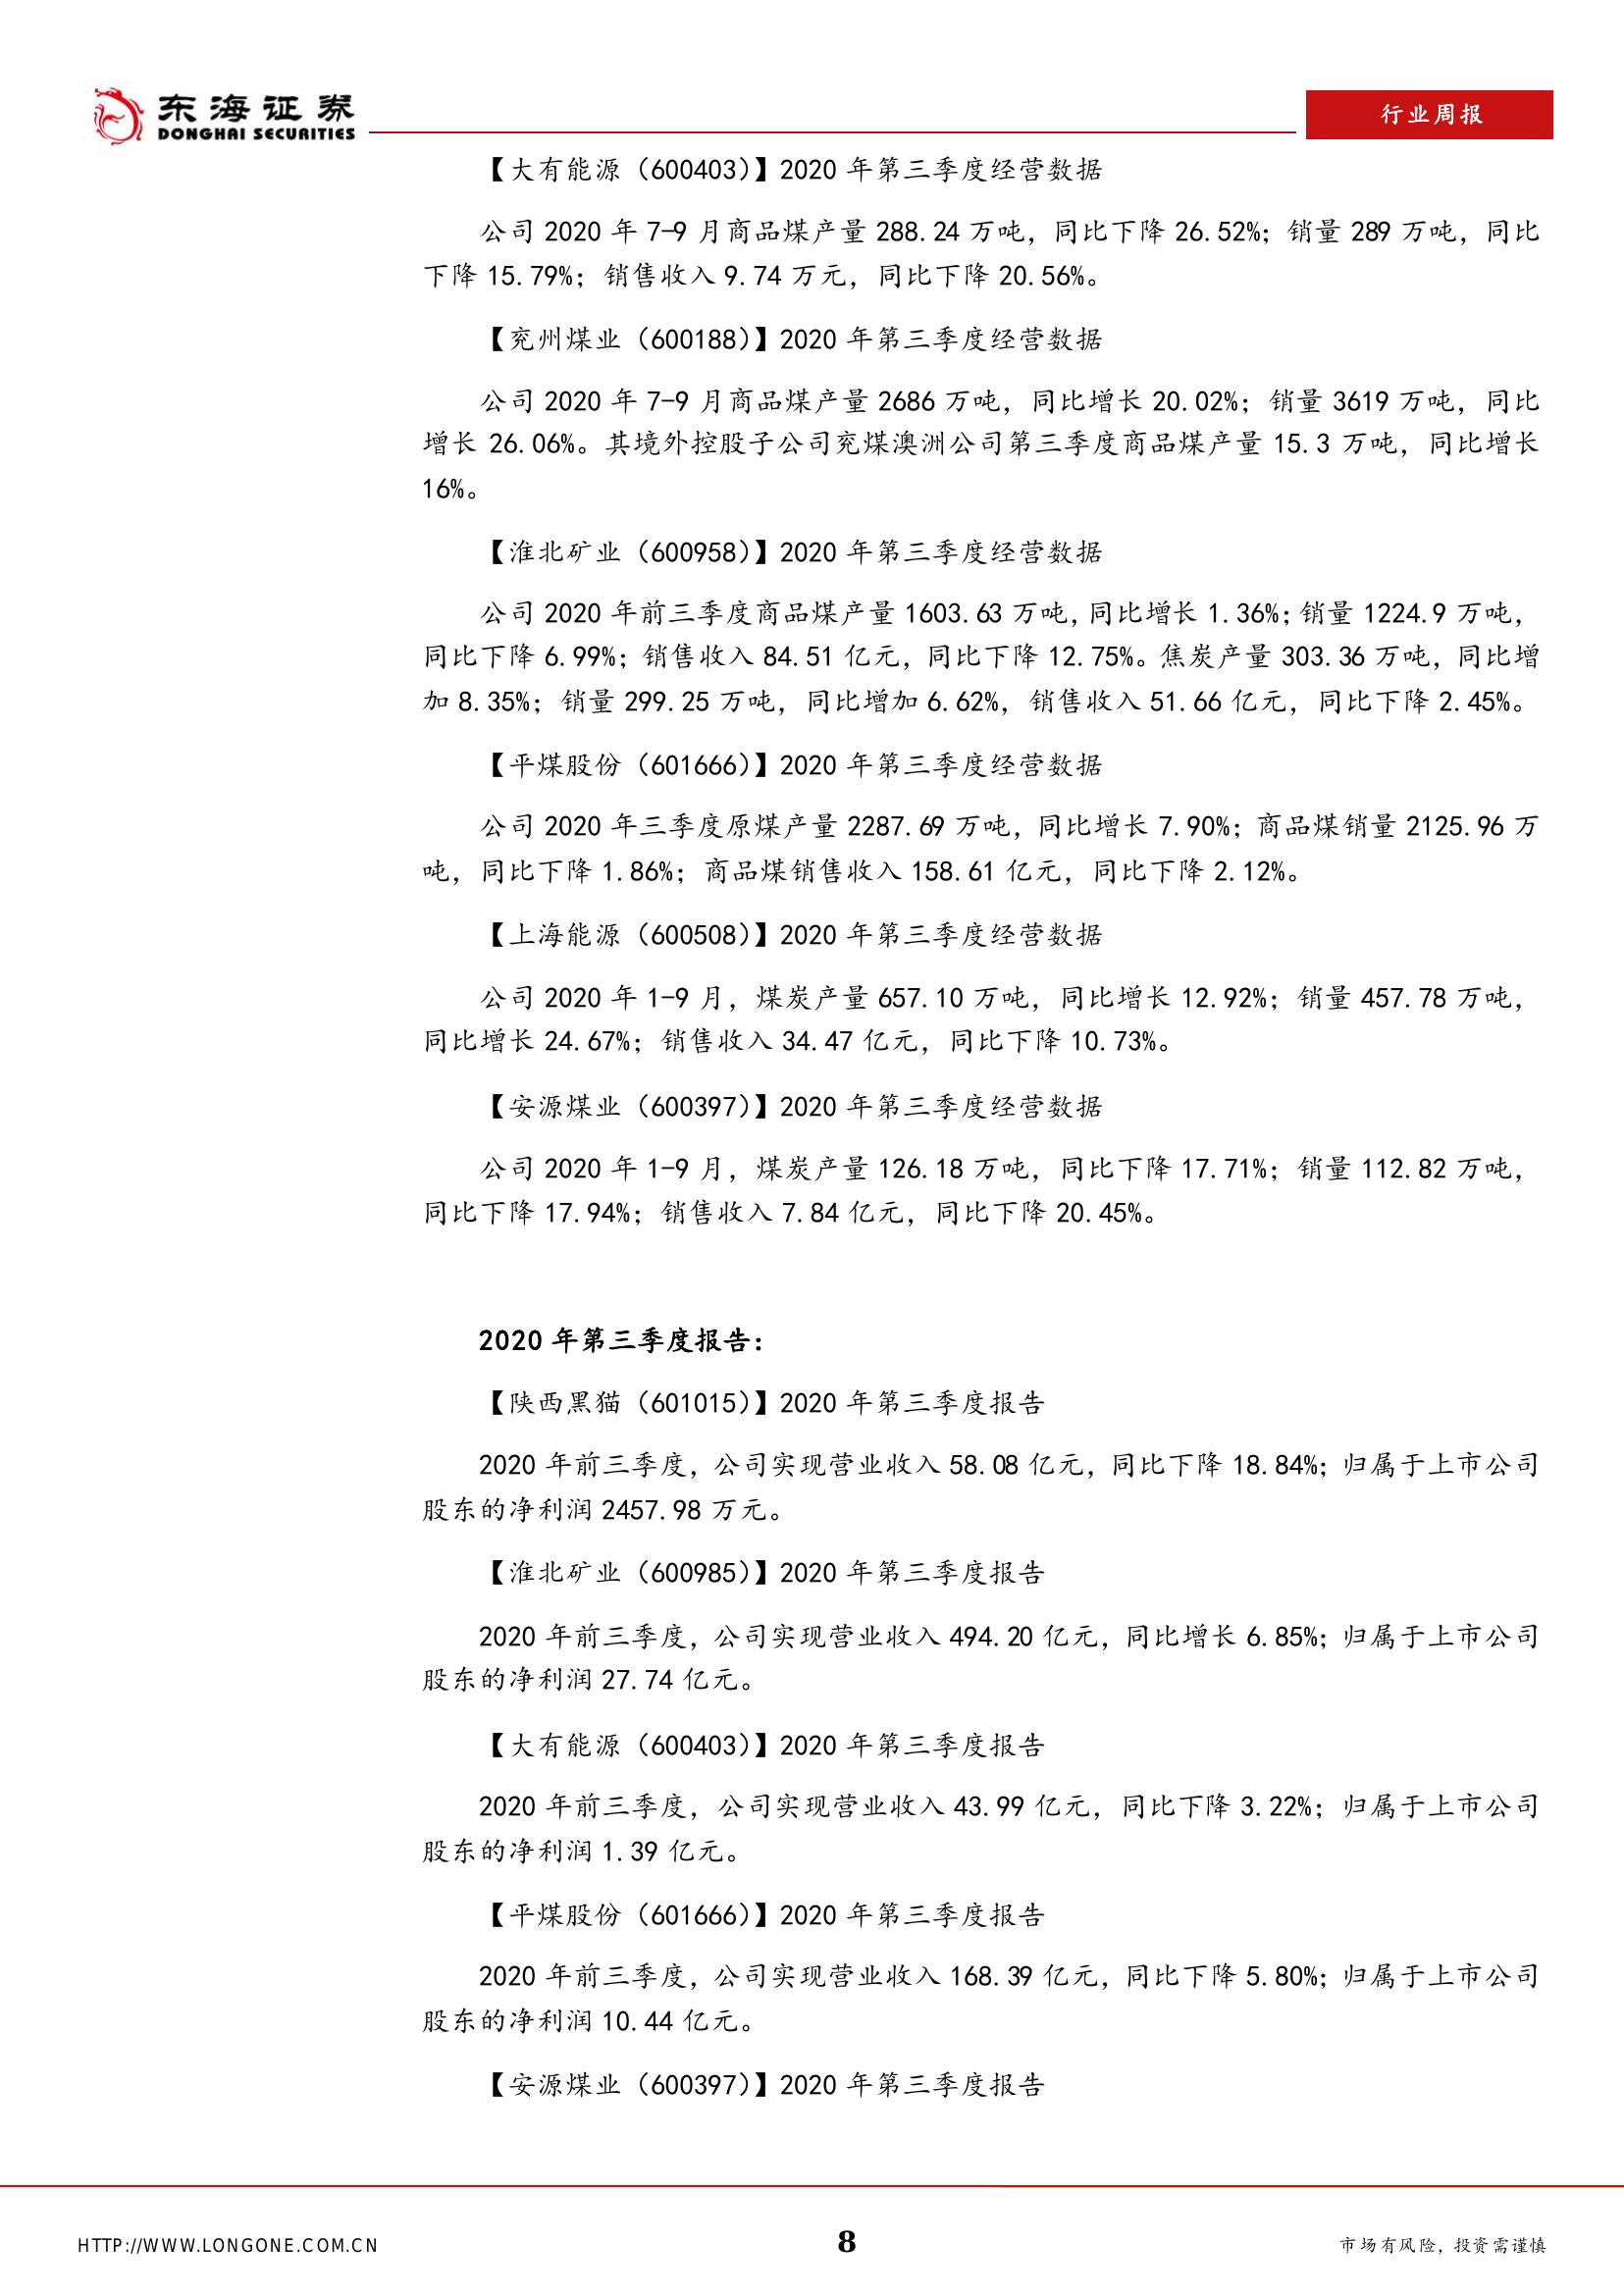 东海证券
DONGHAI SECURITIES
行业周报
【大有能源（600403）】2020 年第三季度经营数据
公司 2020 年 7-9 月商品煤产量 288.24 万吨，同比下降 26.52%；销量 289 万吨，同比
下降 15.79%；销售收入 9.74 万元，同比下降 20.56%。
【兖州煤业（600188）】2020 年第三季度经营数据
公司 2020 年 7-9 月商品煤产量 2686 万吨，同比增长 20.02%；销量 3619 万吨，同比
增长 26.06%。其境外控股子公司兖煤澳洲公司第三季度商品煤产量 15.3 万吨，同比增长
16%。
【淮北矿业（600958）】2020 年第三季度经营数据
公司 2020 年前三季度商品煤产量 1603.63 万吨，同比增长 1.36%；销量 1224.9 万吨，
同比下降 6.99%；销售收入 84.51 亿元，同比下降 12.75%。焦炭产量 303.36 万吨，同比增
加 8.35%；销量 299.25 万吨，同比增加 6.62%，销售收入 51.66 亿元，同比下降 2.45%。
【平煤股份（601666）】2020 年第三季度经营数据
公司 2020 年三季度原煤产量 2287.69 万吨，同比增长 7.90%；商品煤销量 2125.96 万
吨，同比下降 1.86%；商品煤销售收入 158.61 亿元，同比下降 2.12%。
【上海能源（600508）】2020 年第三季度经营数据
公司 2020 年 1-9 月，煤炭产量 657.10 万吨，同比增长 12.92%；销量 457.78 万吨，
同比增长 24.67%；销售收入 34.47 亿元，同比下降 10.73%。
【安源煤业（600397）】2020 年第三季度经营数据
公司 2020 年 1-9 月，煤炭产量 126.18 万吨，同比下降 17.71%；销量 112.82 万吨，
同比下降 17.94%；销售收入 7.84 亿元，同比下降 20.45%。
2020 年第三季度报告：
【陕西黑猫（601015）】2020 年第三季度报告
2020 年前三季度，公司实现营业收入 58.08 亿元，同比下降 18.84%；归属于上市公司
股东的净利润 2457.98 万元。
【淮北矿业（600985）】2020 年第三季度报告
2020 年前三季度，公司实现营业收入 494.20 亿元，同比增长 6.85%；归属于上市公司
股东的净利润 27.74 亿元。
【大有能源（600403）】2020 年第三季度报告
2020 年前三季度，公司实现营业收入 43.99 亿元，同比下降 3.22%；归属于上市公司
股东的净利润 1.39 亿元。
【平煤股份（601666）】2020 年第三季度报告
2020 年前三季度，公司实现营业收入 168.39 亿元，同比下降 5.80%；归属于上市公司
股东的净利润 10.44 亿元。
【安源煤业（600397）】2020 年第三季度报告
HTTP://WWW.LONGONE.COM.CN
8
市场有风险，投资需谨慎